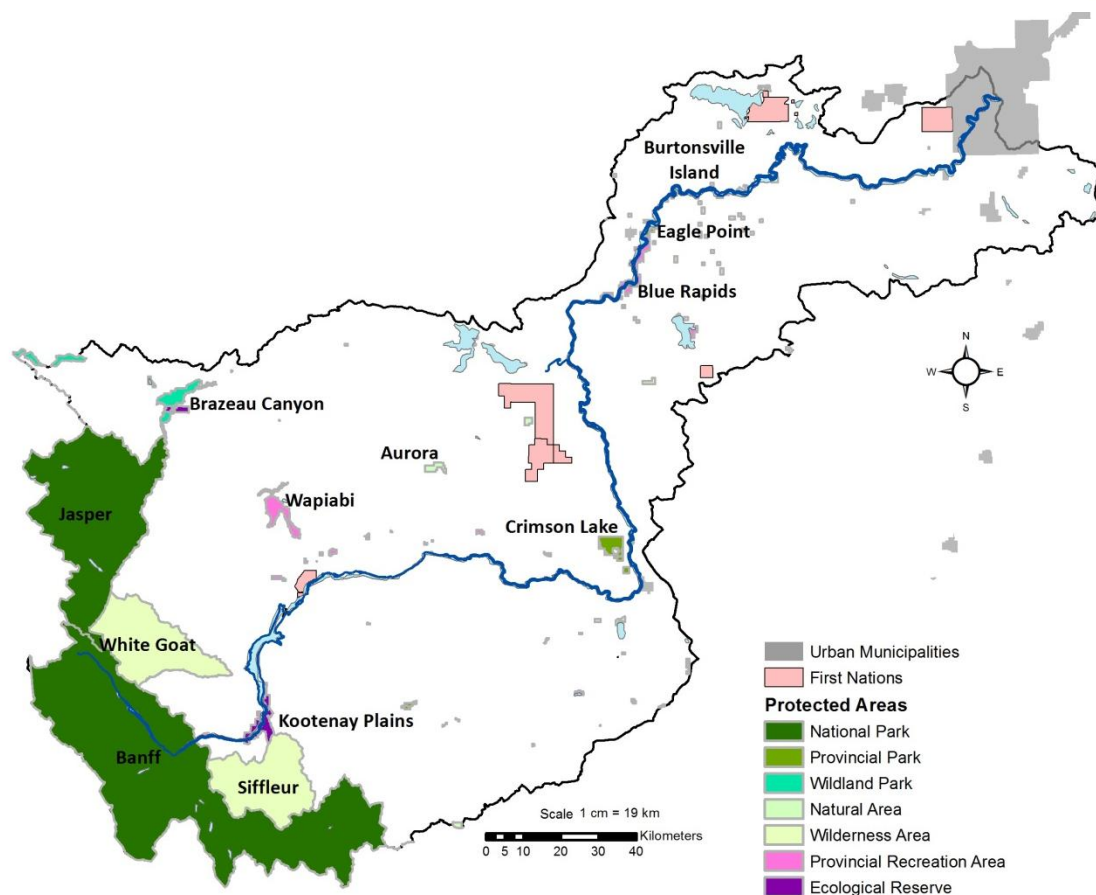 Burtonsville
Island
Eagle Point
Blue Rapids
N
W E
S
Brazeau Canyon
Aurora
Wapiabi
Jasper
Crimson Lake
White Goat
Kootenay Plains
Banff
Siffleur
Urban Municipalities
First Nations
Protected Areas
National Park
Provincial Park
Wildland Park
Natural Area
Wilderness Area
Provincial Recreation Area
Ecological Reserve
Scale 1 cm = 19 km
Kilometers
0 5 10 20 30 40